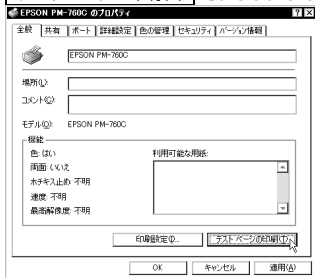 EPSON PM-760C のプロパティ
全般 共有 ポート 詳細設定 色の管理 セキュリティ バージョン情報
EPSON PM-760C
場所(L):
コメント(C):
モデル(O): EPSON PM-760C
機能
色: はい
利用可能な用紙:
両面: いいえ
ホチキス止め: 不明
速度: 不明
最高解像度: 不明
印刷設定(I)...
テスト ページの印刷(T)
OK キャンセル 適用(A)